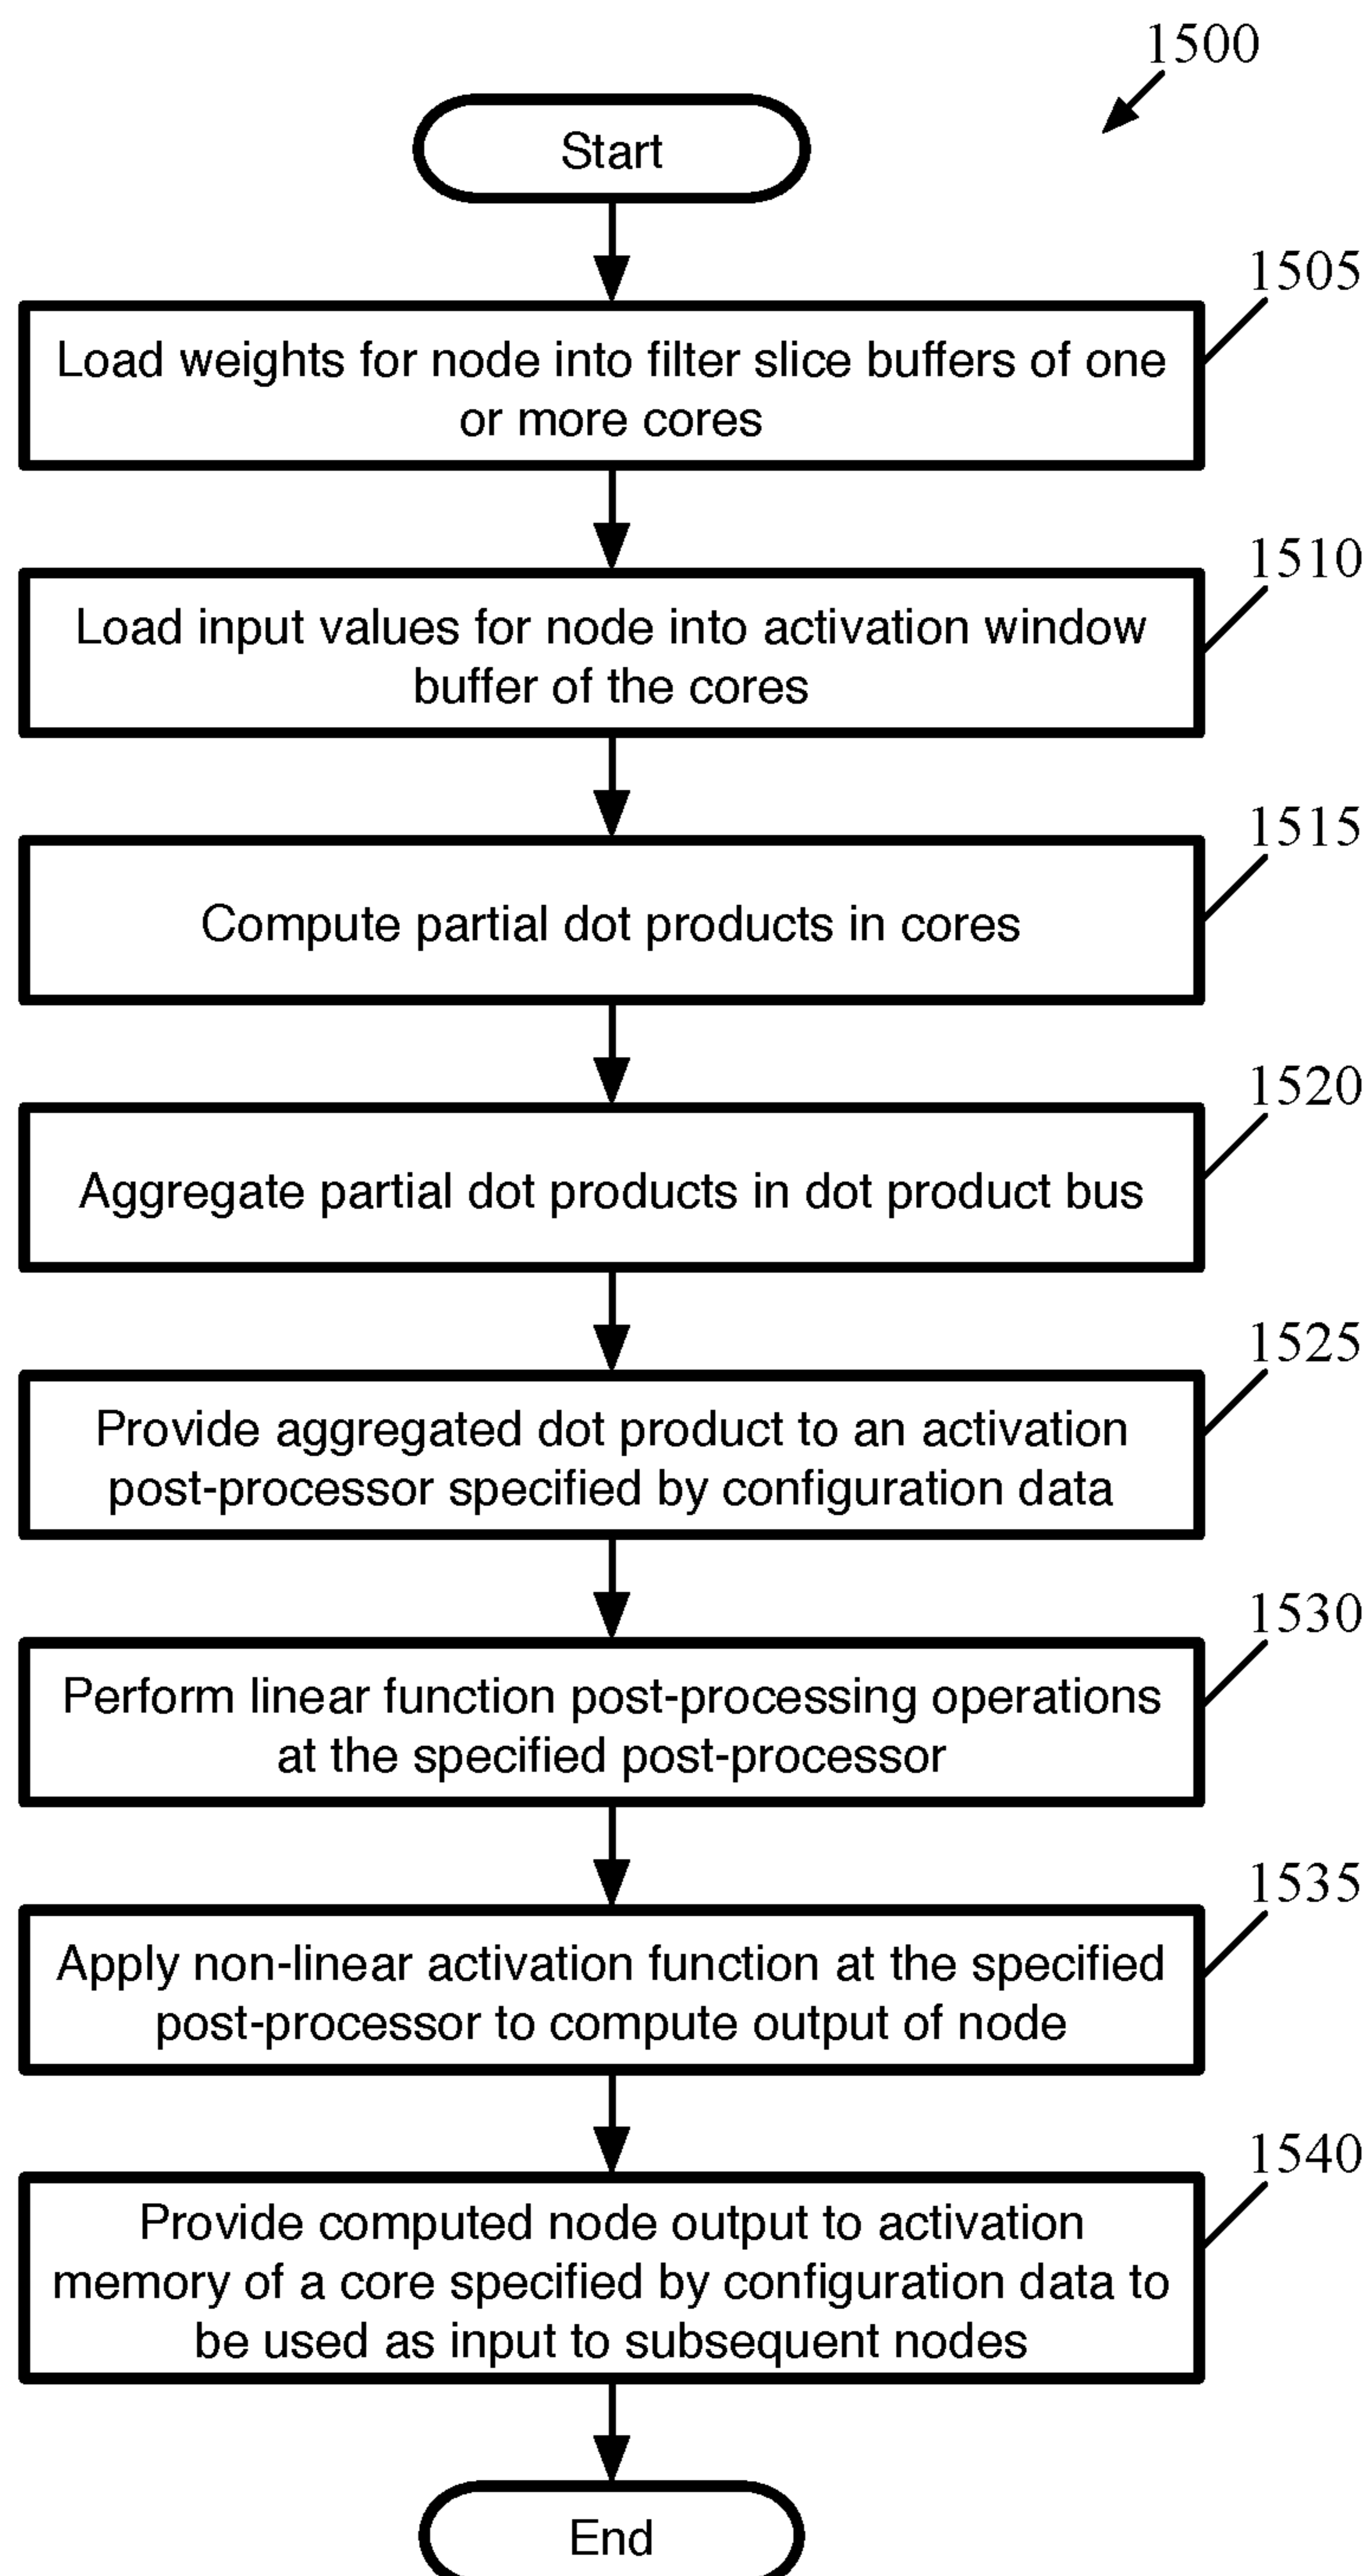 1500
Start
1505
Load weights for node into filter slice buffers of one
or more cores
1510
Load input values for node into activation window
buffer of the cores
1515
Compute partial dot products in cores
1520
Aggregate partial dot products in dot product bus
1525
Provide aggregated dot product to an activation
post-processor specified by configuration data
1530
Perform linear function post-processing operations
at the specified post-processor
1535
Apply non-linear activation function at the specified
post-processor to compute output of node
1540
Provide computed node output to activation
memory of a core specified by configuration data to
be used as input to subsequent nodes
End